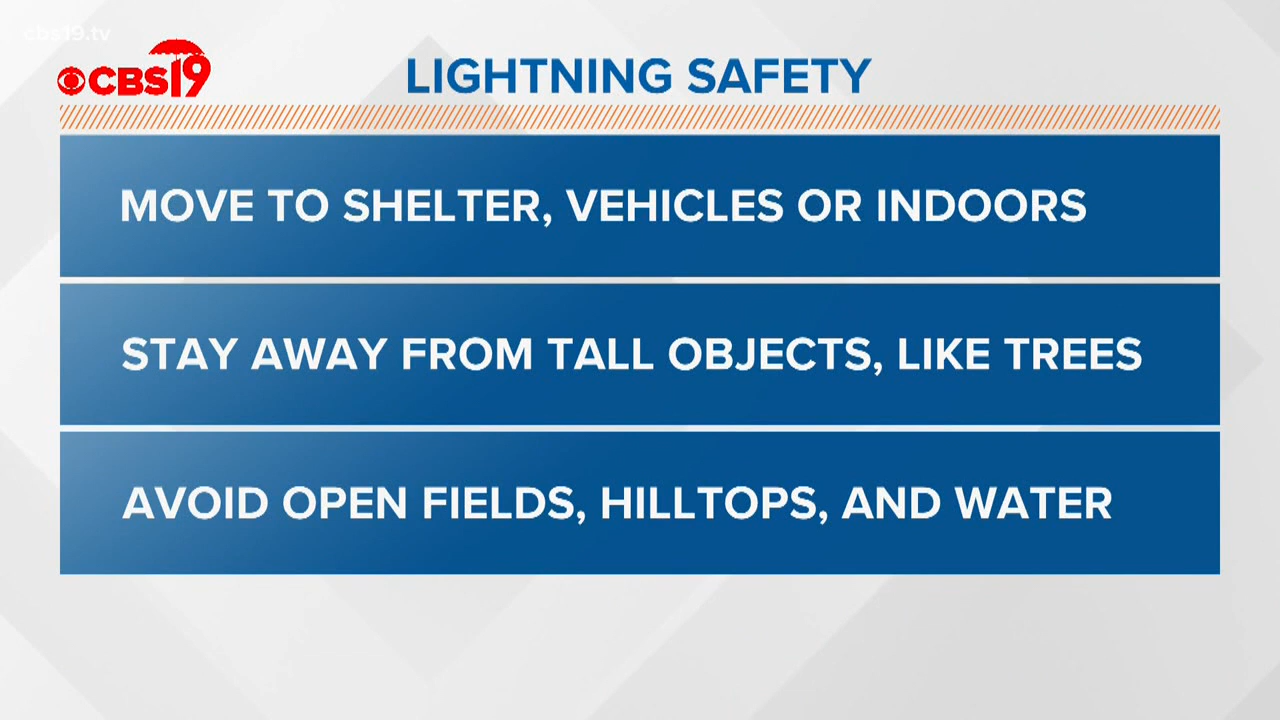 cbs19.tv
CBS19
LIGHTNING SAFETY
MOVE TO SHELTER, VEHICLES OR INDOORS
STAY AWAY FROM TALL OBJECTS, LIKE TREES
AVOID OPEN FIELDS, HILLTOPS, AND WATER